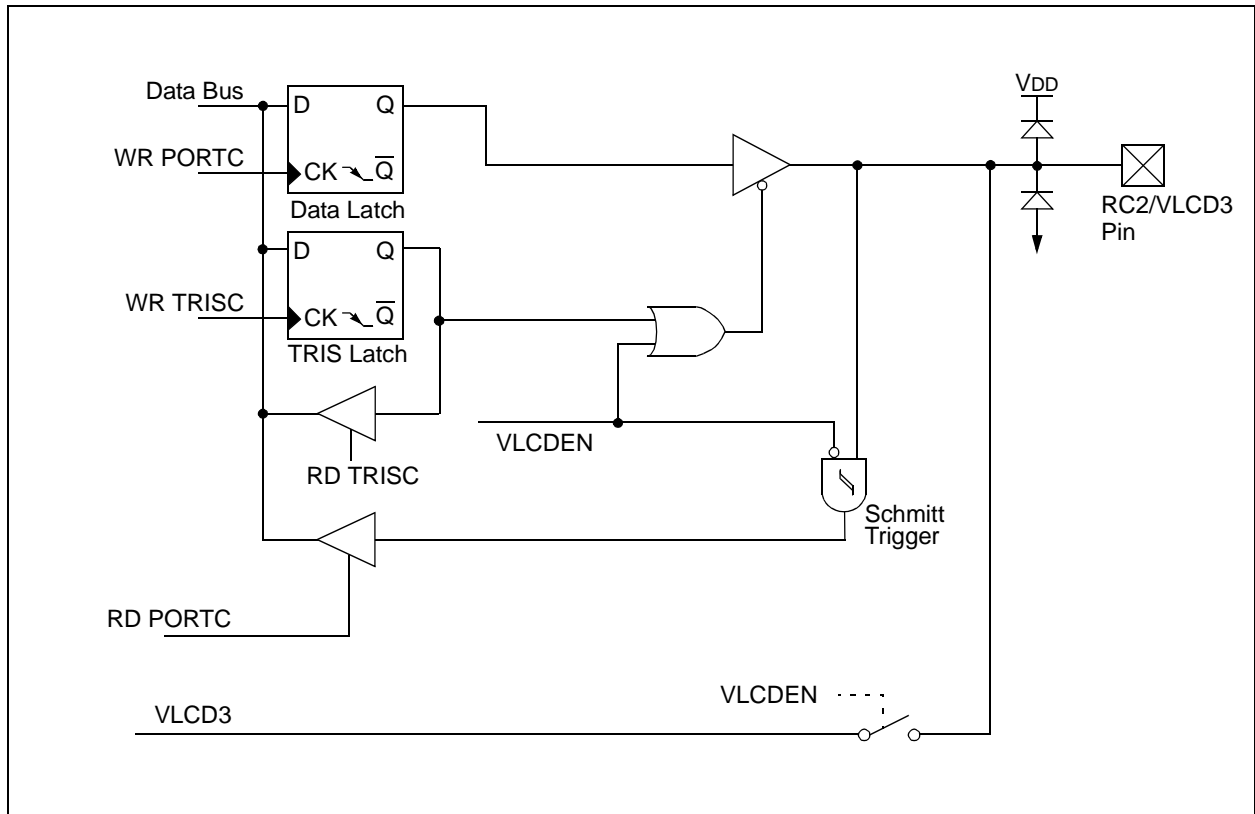 Data Bus
D Q
WR PORTC
CK Q̅
Data Latch
D Q
WR TRISC
CK Q̅
TRIS Latch
RD TRISC
VLCDEN
Schmitt
Trigger
RD PORTC
VLCD3
VLCDEN
VDD
RC2/VLCD3
Pin